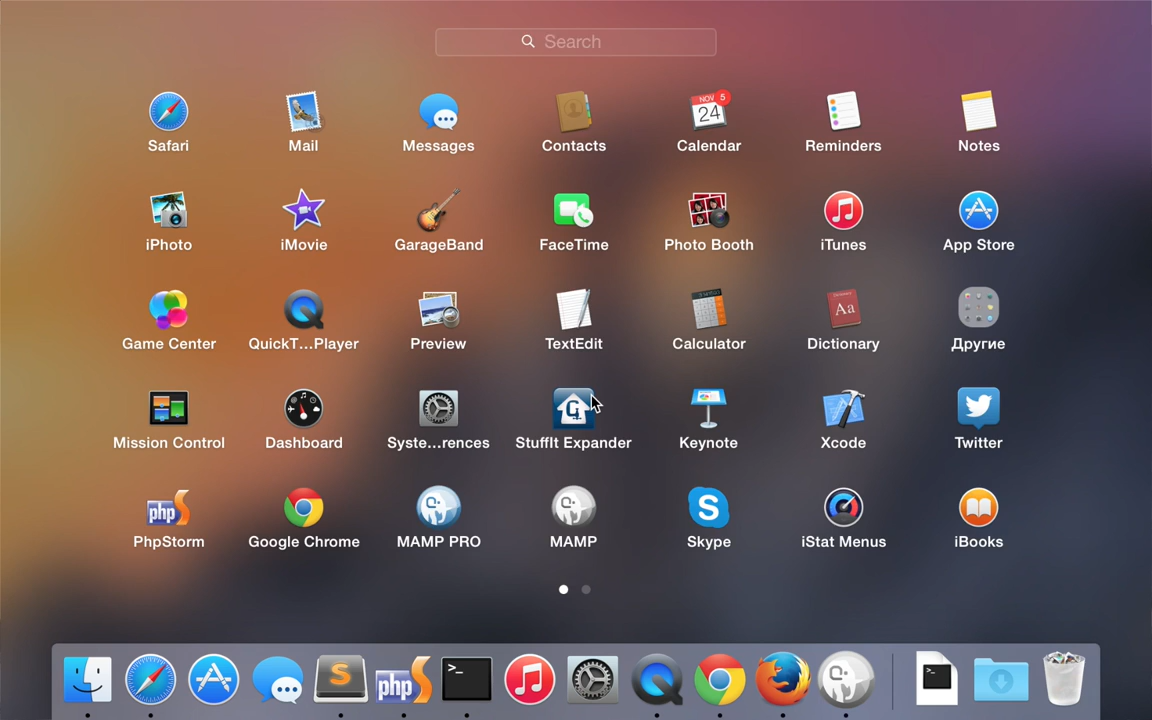 Search
Safari
Mail
Messages
Contacts
NOV 5
24
Calendar
Reminders
Notes
iPhoto
iMovie
GarageBand
FaceTime
Photo Booth
iTunes
App Store
Game Center
QuickT...Player
Preview
TextEdit
Calculator
Aa
Dictionary
Другие
Mission Control
Dashboard
Syste...rences
StuffIt Expander
Keynote
Xcode
Twitter
php
PhpStorm
Google Chrome
MAMP PRO
MAMP
S
Skype
iStat Menus
iBooks
S
php
>_
>_